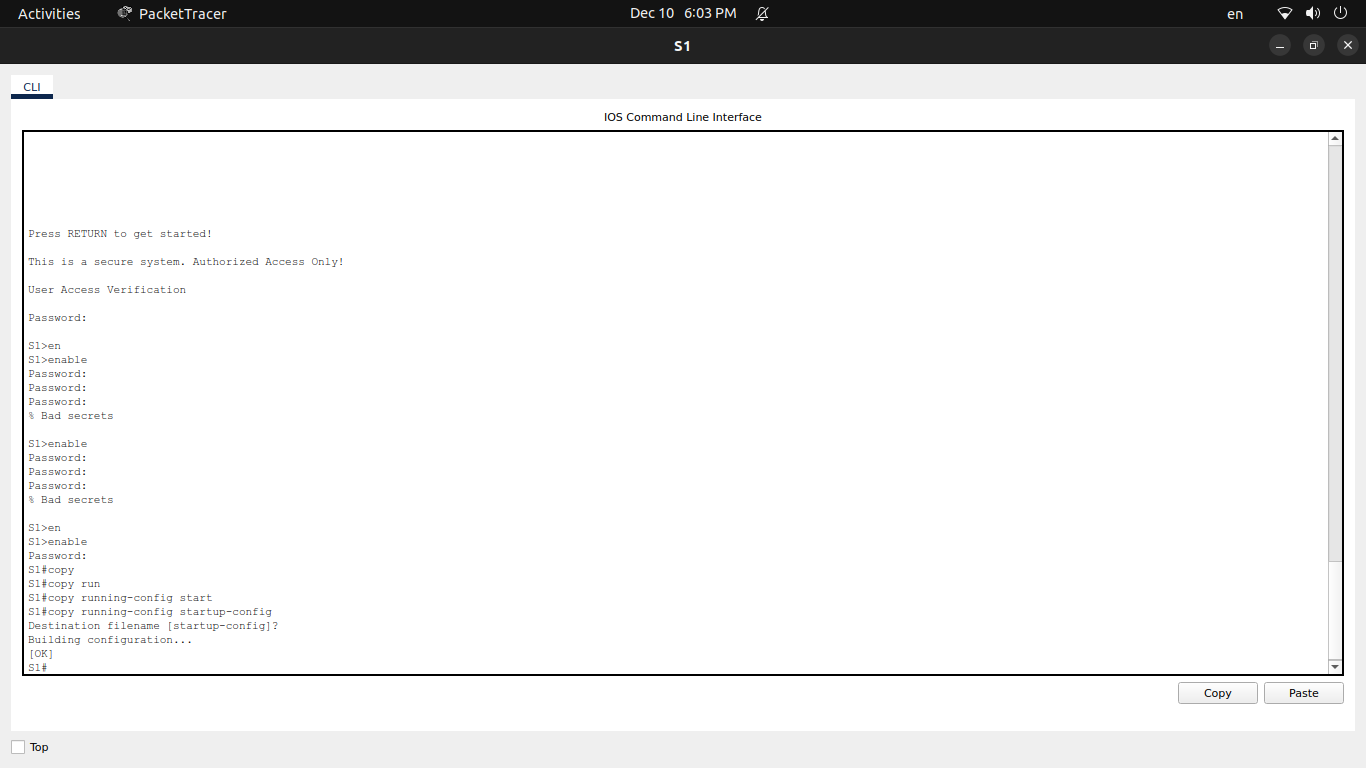 Activities PacketTracer Dec 10 6:03 PM en
S1
CLI
IOS Command Line Interface
Press RETURN to get started!
This is a secure system. Authorized Access Only!
User Access Verification
Password:
S1>en
S1>enable
Password:
Password:
Password:
% Bad secrets
S1>enable
Password:
Password:
Password:
% Bad secrets
S1>en
S1>enable
Password:
S1#copy
S1#copy run
S1#copy running-config start
S1#copy running-config startup-config
Destination filename [startup-config]?
Building configuration...
[OK]
S1#
Copy Paste
Top